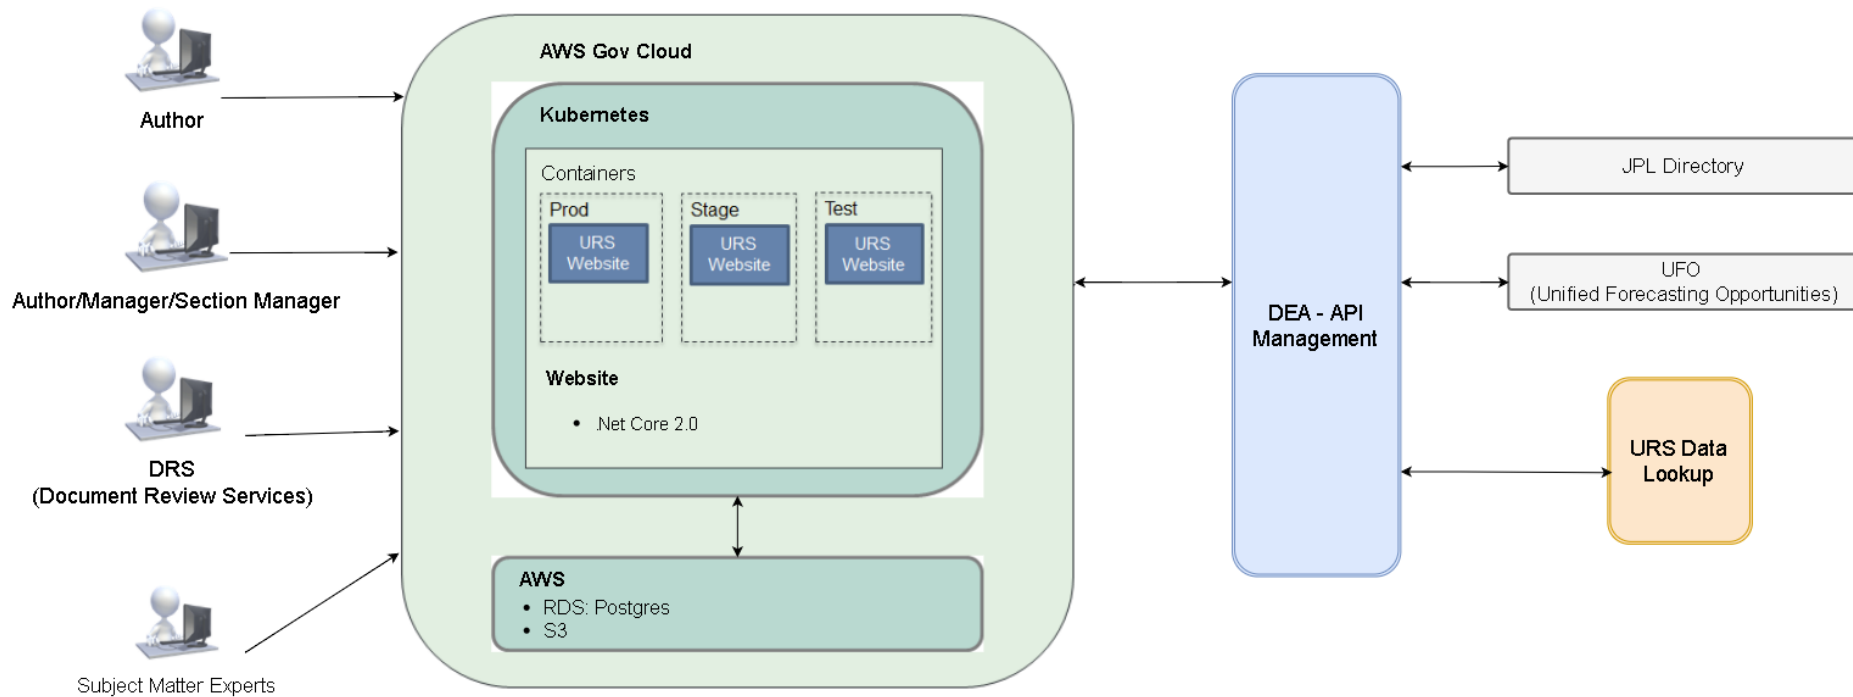 Author
Author/Manager/Section Manager
DRS
(Document Review Services)
Subject Matter Experts
AWS Gov Cloud
Kubernetes
Containers
Prod
URS
Website
Stage
URS
Website
Test
URS
Website
Website
• .Net Core 2.0
AWS
• RDS: Postgres
• S3
DEA - API
Management
JPL Directory
UFO
(Unified Forecasting Opportunities)
URS Data
Lookup